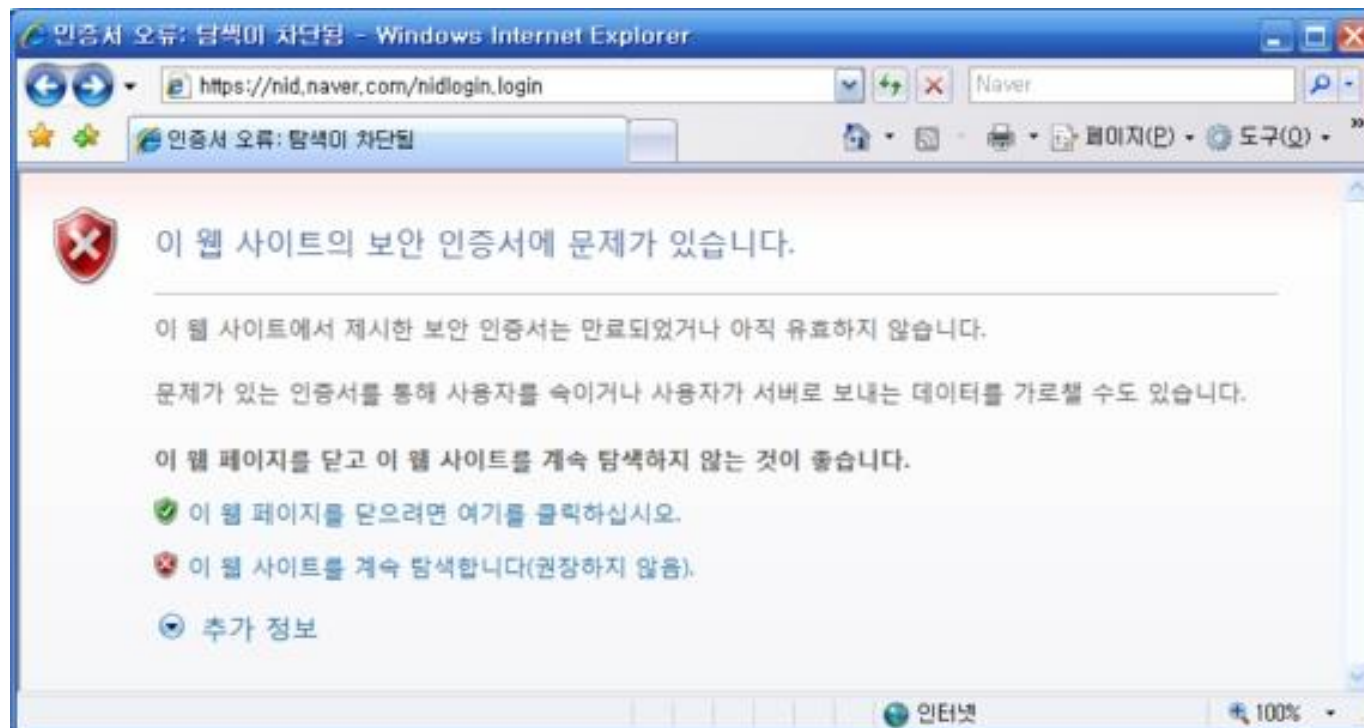 인증서 오류: 탐색이 차단됨 - Windows Internet Explorer
https://nid.naver.com/nidlogin.login
Naver
인증서 오류: 탐색이 차단됨
페이지(P)
도구(O)
이 웹 사이트의 보안 인증서에 문제가 있습니다.
이 웹 사이트에서 제시한 보안 인증서는 만료되었거나 아직 유효하지 않습니다.
문제가 있는 인증서를 통해 사용자를 속이거나 사용자가 서버로 보내는 데이터를 가로챌 수도 있습니다.
이 웹 페이지를 닫고 이 웹 사이트를 계속 탐색하지 않는 것이 좋습니다.
이 웹 페이지를 닫으려면 여기를 클릭하십시오.
이 웹 사이트를 계속 탐색합니다(권장하지 않음).
추가 정보
인터넷
100%